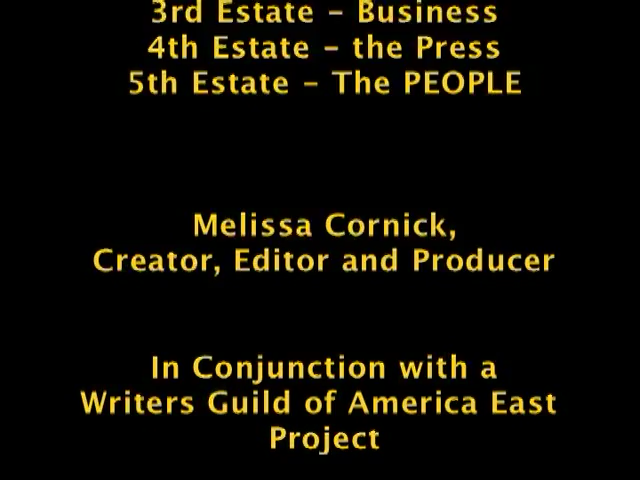 3rd Estate – Business
4th Estate – the Press
5th Estate – The PEOPLE
Melissa Cornick,
Creator, Editor and Producer
In Conjunction with a
Writers Guild of America East
Project